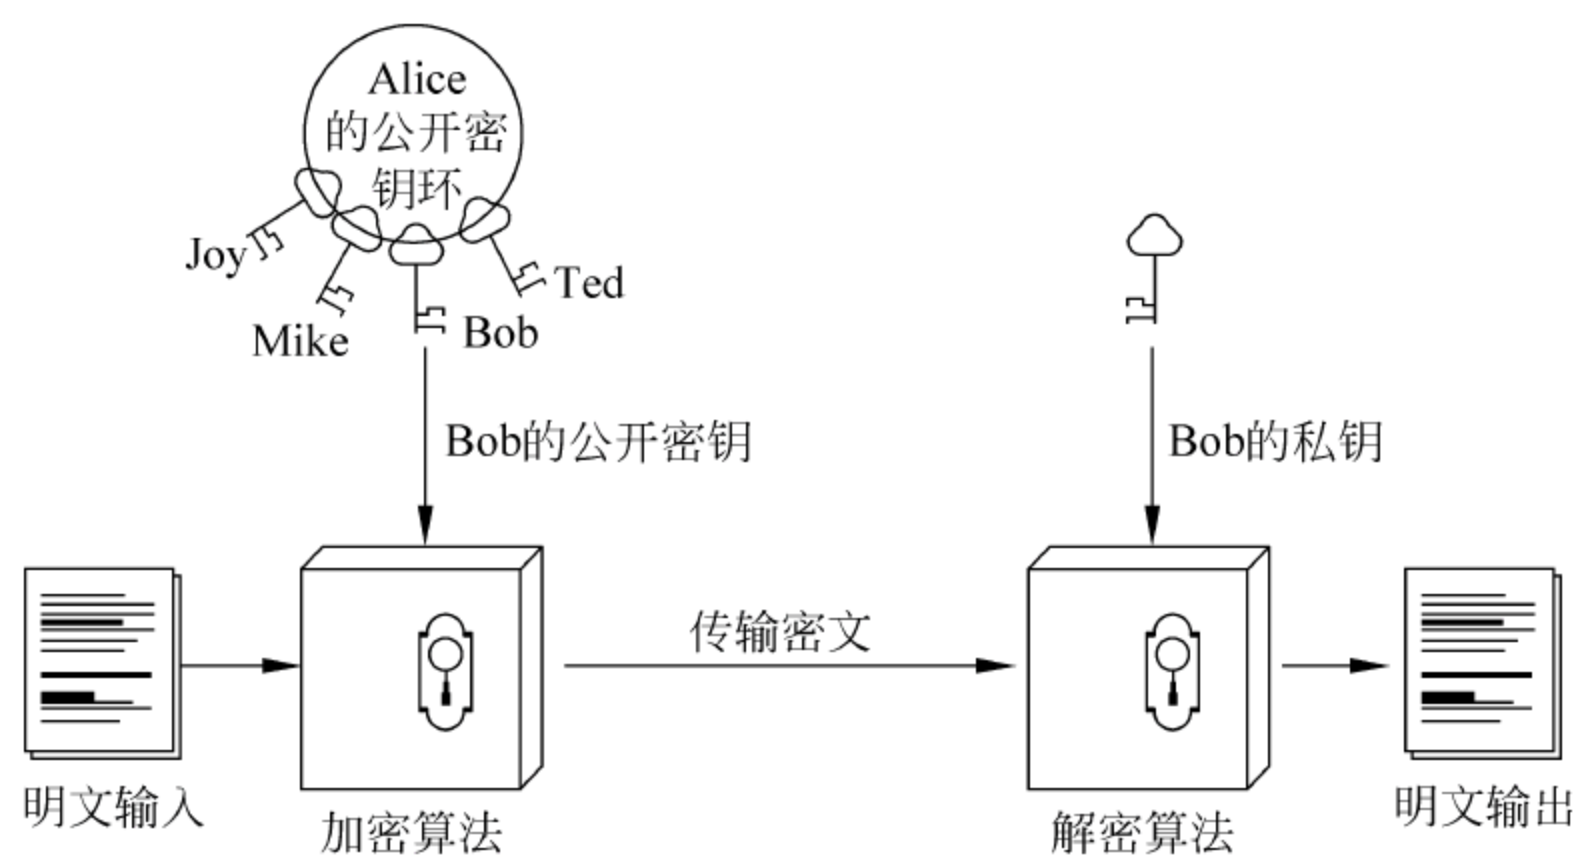 Alice
的公开密
钥环
Joy
Mike
Bob
Ted
Bob的公开密钥
Bob的私钥
传输密文
明文输入
加密算法
解密算法
明文输出